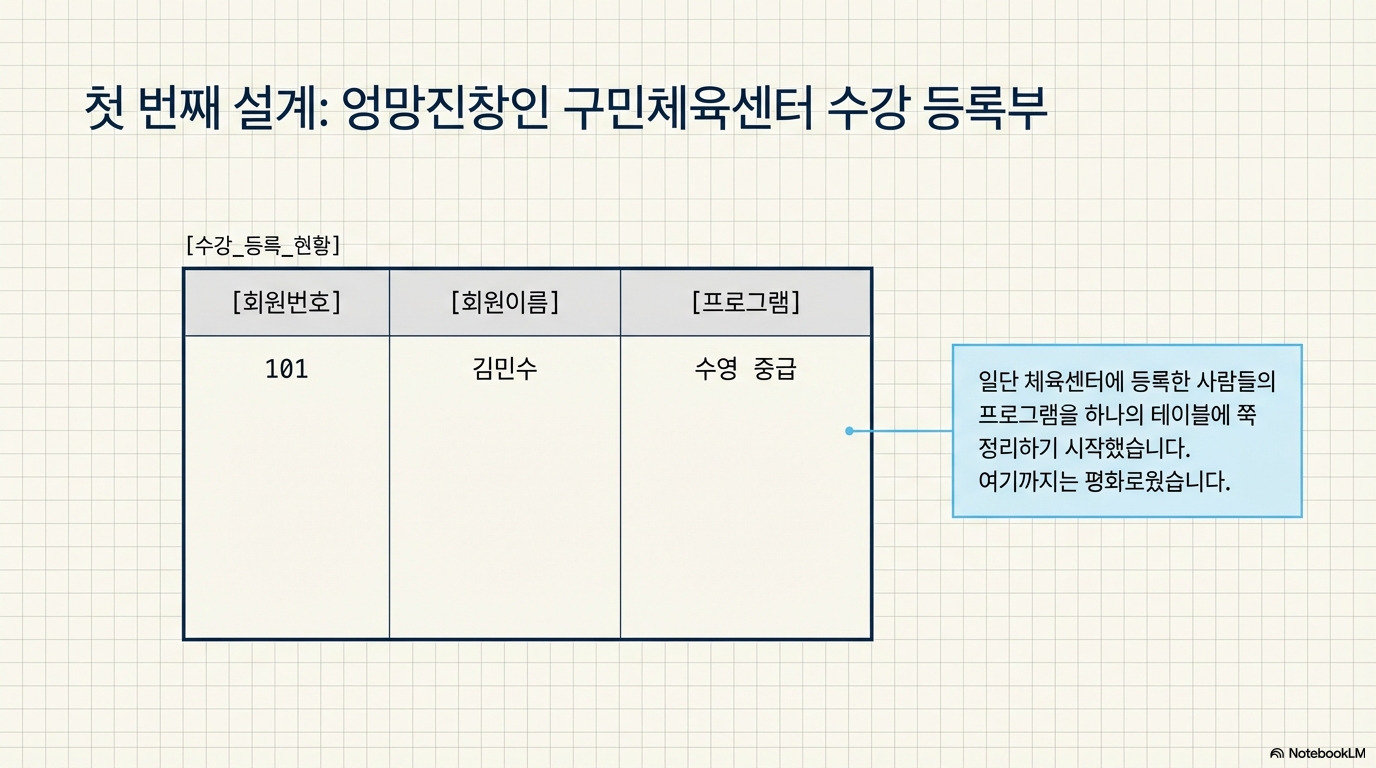 첫 번째 설계: 엉망진창인 구민체육센터 수강 등록부
[수강_등록_현황]
[회원번호] [회원이름] [프로그램]
101 김민수 수영 중급
일단 체육센터에 등록한 사람들의
프로그램을 하나의 테이블에 쭉
정리하기 시작했습니다.
여기까지는 평화로웠습니다.
NotebookLM